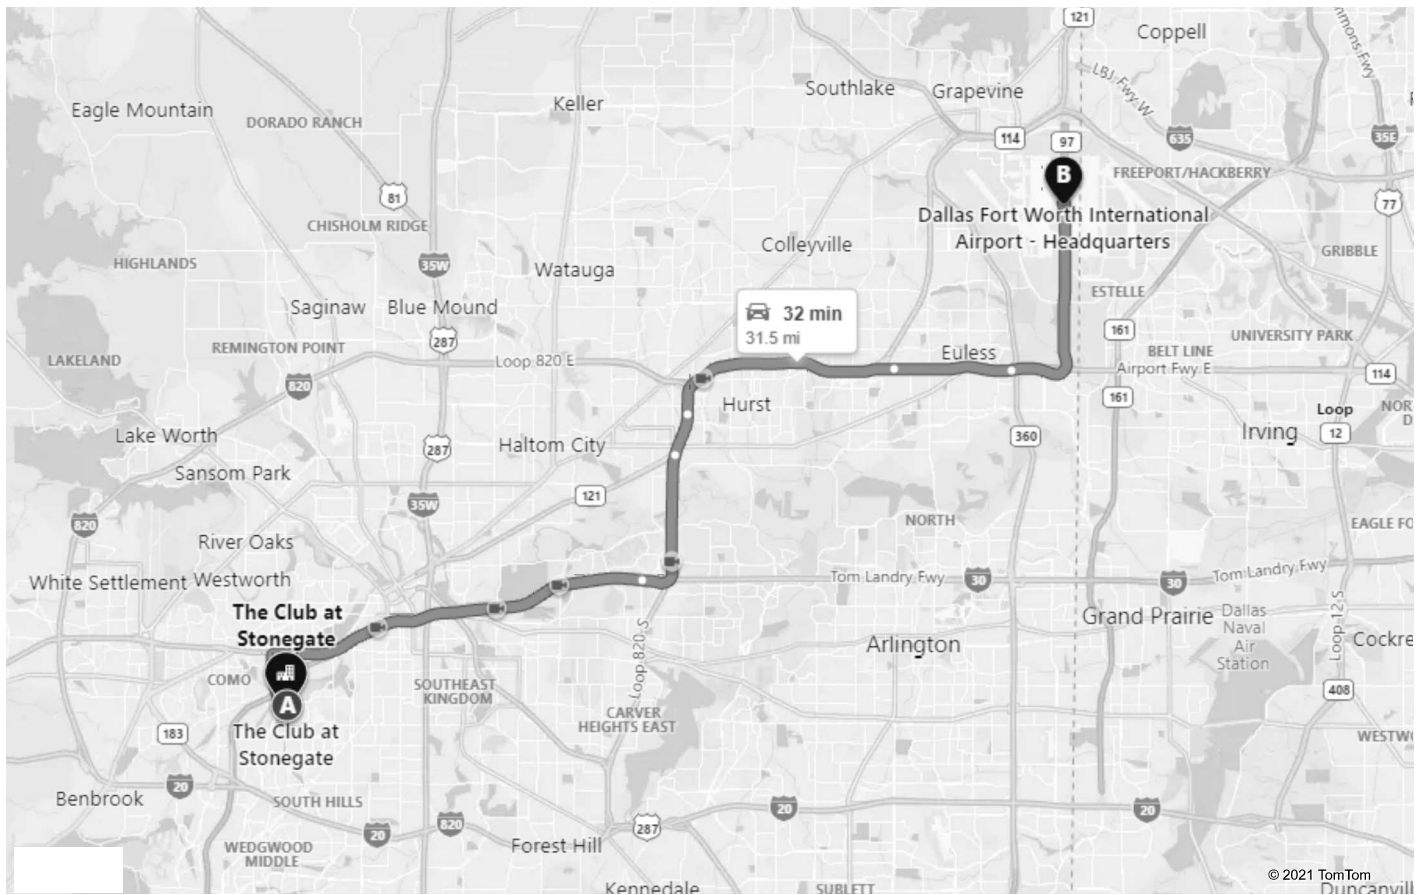 121
Coppell
mmons Fwy
LBJ Fwy W
Southlake
Grapevine
Keller
Eagle Mountain
DORADO RANCH
114
97
635
35E
B
FREEPORT/HACKBERRY
81
77
CHISHOLM RIDGE
Dallas Fort Worth International
Airport - Headquarters
Colleyville
GRIBBLE
HIGHLANDS
35W
Watauga
ESTELLE
Saginaw
Blue Mound
32 min
31.5 mi
161
UNIVERSITY PARK
287
REMINGTON POINT
LAKELAND
Loop 820 E
Euless
BELT LINE
Airport Fwy E
114
820
161
Hurst
Loop
12
Lake Worth
Haltom City
287
360
Irving
Sansom Park
121
35W
820
NORTH
EAGLE FO
River Oaks
White Settlement
Westworth
Tom Landry Fwy
30
30
Tom Landry Fwy
The Club at
Stonegate
Grand Prairie
Dallas
Naval
Air
Station
Loop 12 S
Cockre
Arlington
Loop 820 S
COMO
SOUTHEAST
KINGDOM
408
A
The Club at
Stonegate
183
CARVER
HEIGHTS EAST
WESTWO
20
Benbrook
SOUTH HILLS
20
20
820
20
287
WEDGWOOD
MIDDLE
Forest Hill
Kennedale
SUBLETT
© 2021 TomTom
Duncanvill